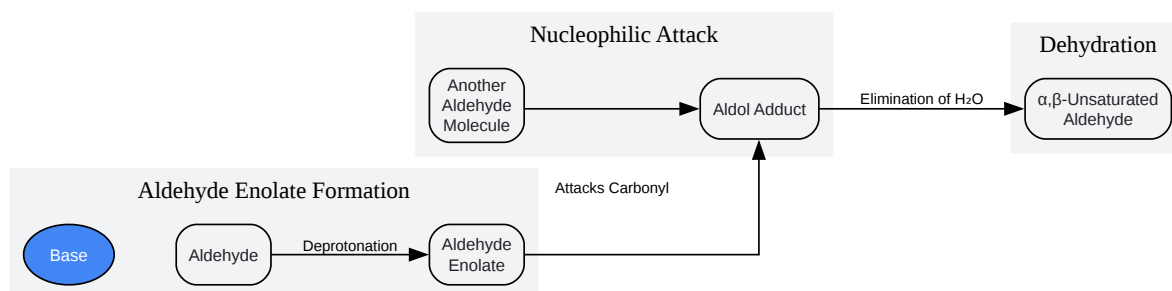 Nucleophilic Attack
Another
Aldehyde
Molecule
Aldol Adduct
Elimination of H₂O
Dehydration
α,β-Unsaturated
Aldehyde
Aldehyde Enolate Formation
Attacks Carbonyl
Base
Aldehyde
Deprotonation
Aldehyde
Enolate